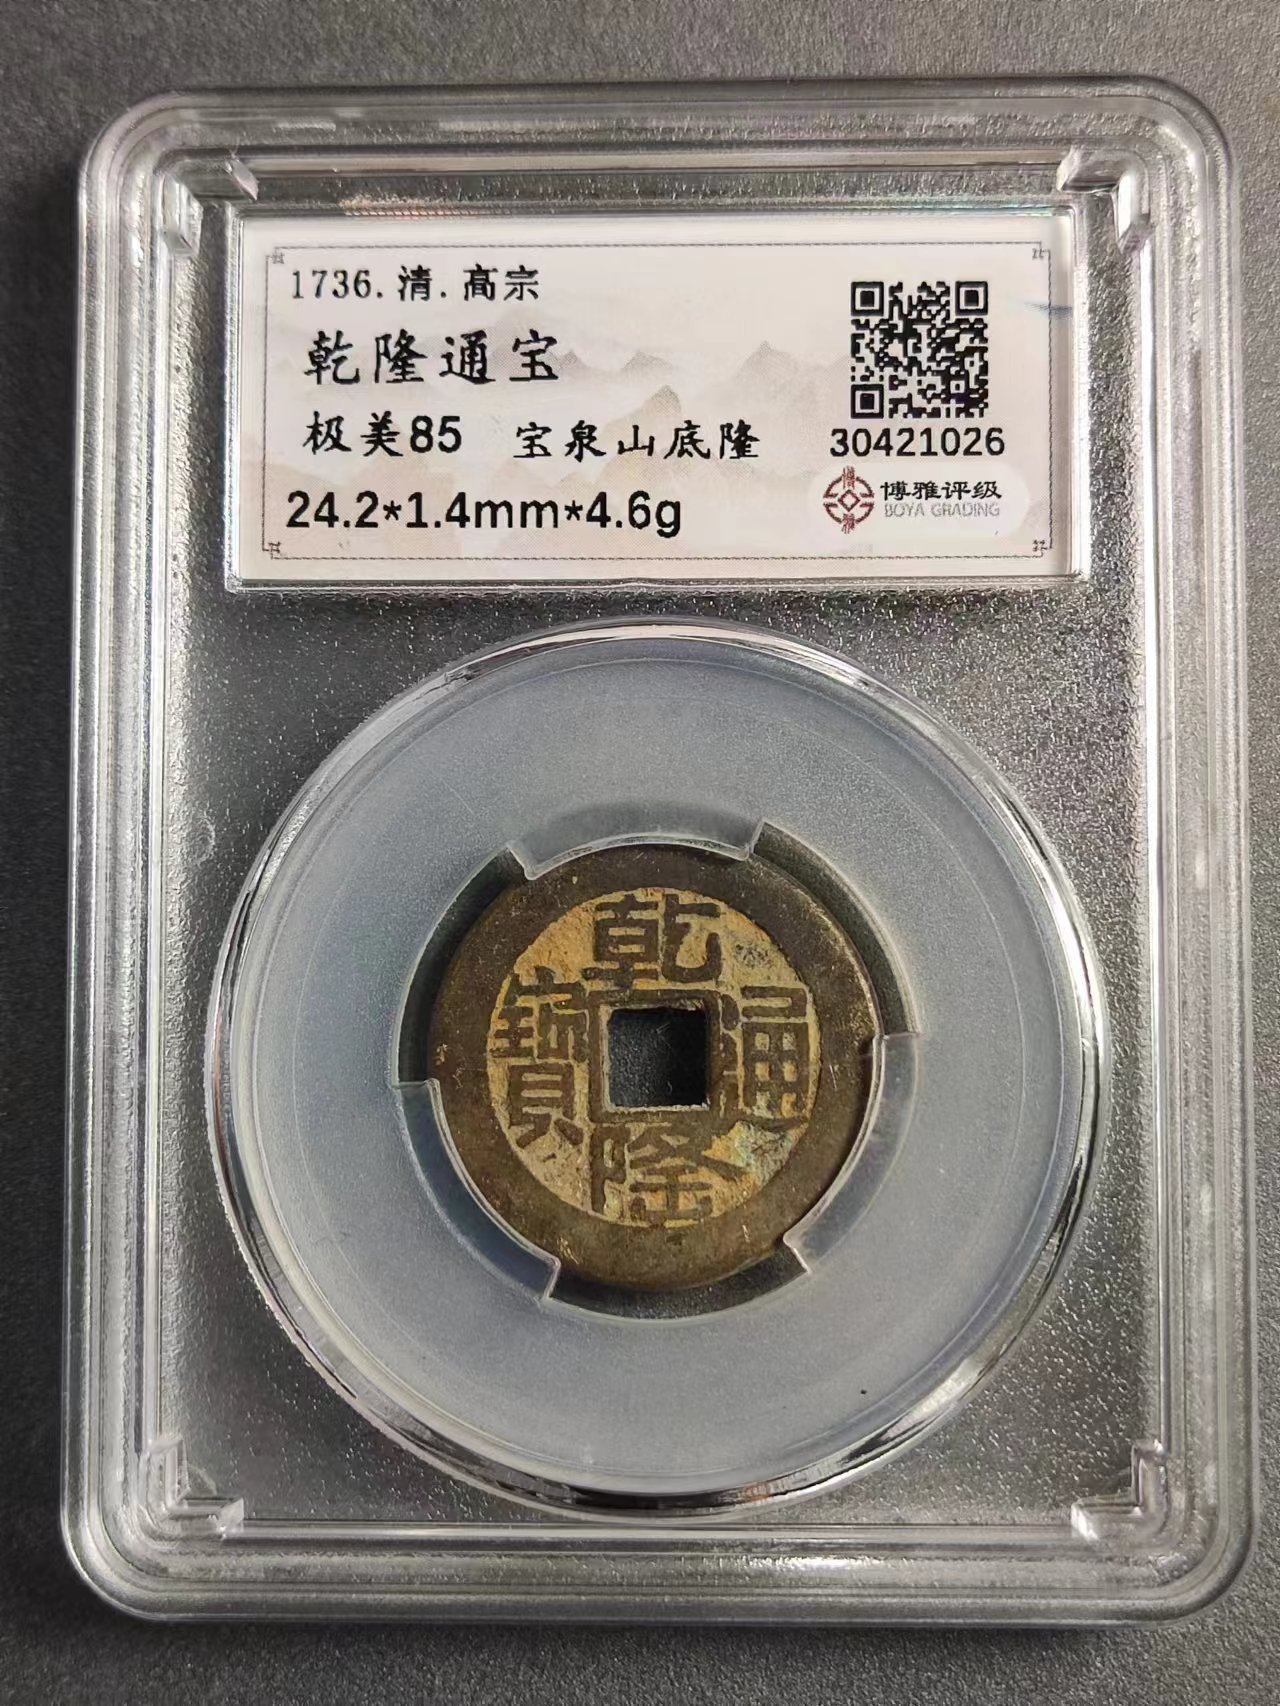 1736.清.高宗
乾隆通宝
极美85 宝泉山底隆
24.2*1.4mm*4.6g
30421026
博雅评级
BOYA GRADING
乾
寶 通
隆